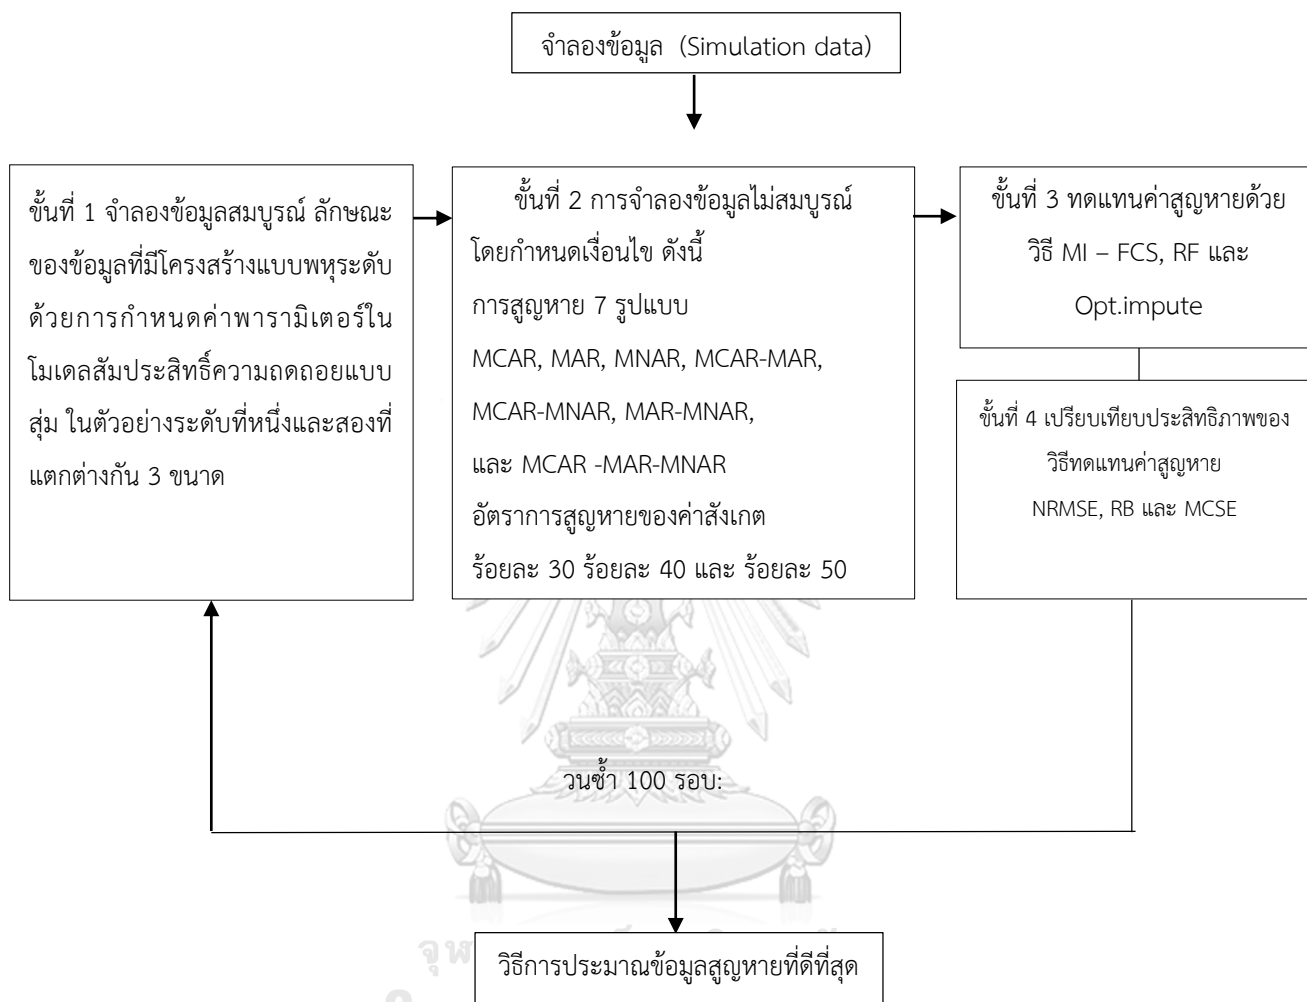 จำลองข้อมูล (Simulation data)
ขั้นที่ 1 จำลองข้อมูลสมบูรณ์ ลักษณะ
ของข้อมูลที่มีโครงสร้างแบบพหุระดับ
ด้วยการกำหนดค่าพารามิเตอร์ใน
โมเดลสัมประสิทธิ์ความถดถอยแบบ
สุ่ม ในตัวอย่างระดับที่หนึ่งและสองที่
แตกต่างกัน 3 ขนาด
ขั้นที่ 2 การจำลองข้อมูลไม่สมบูรณ์
โดยกำหนดเงื่อนไข ดังนี้
การสูญหาย 7 รูปแบบ
MCAR, MAR, MNAR, MCAR-MAR,
MCAR-MNAR, MAR-MNAR,
และ MCAR -MAR-MNAR
อัตราการสูญหายของค่าสังเกต
ร้อยละ 30 ร้อยละ 40 และ ร้อยละ 50
ขั้นที่ 3 ทดแทนค่าสูญหายด้วย
วิธี MI – FCS, RF และ
Opt.impute
ขั้นที่ 4 เปรียบเทียบประสิทธิภาพของ
วิธีทดแทนค่าสูญหาย
NRMSE, RB และ MCSE
วนซ้ำ 100 รอบ:
วิธีการประมาณข้อมูลสูญหายที่ดีที่สุด